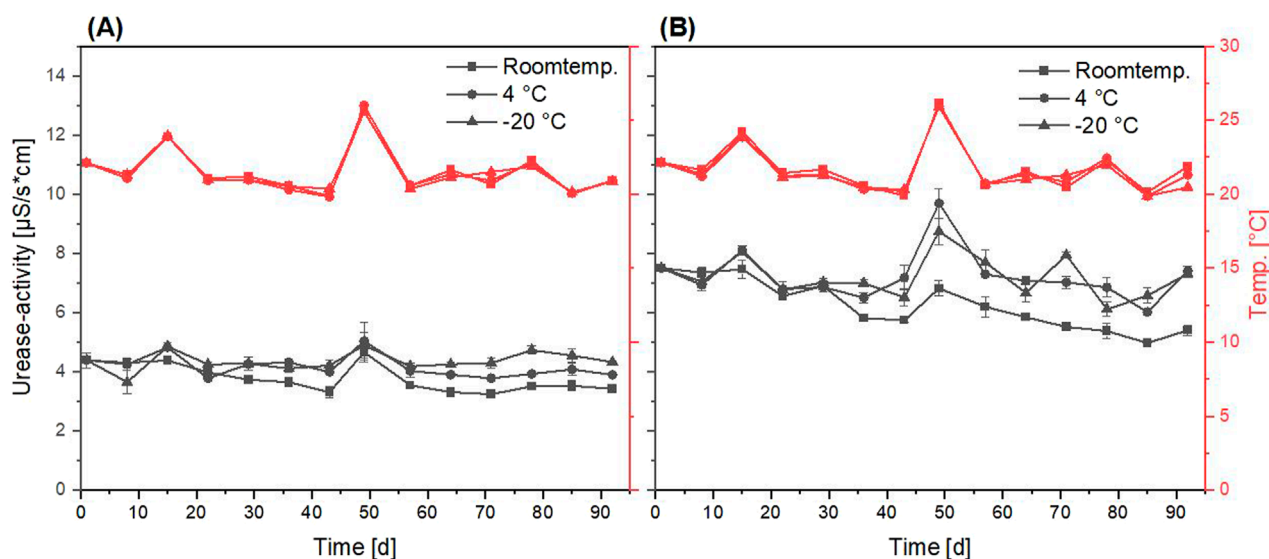 (A)
(B)
Roomtemp.
4 °C
-20 °C
Roomtemp.
4 °C
-20 °C
Urease-activity [µS/s*cm]
14
12
10
8
6
4
2
0
0 10 20 30 40 50 60 70 80 90
Time [d]
0 10 20 30 40 50 60 70 80 90
Time [d]
30
25
20
15
10
5
0
Temp. [°C]